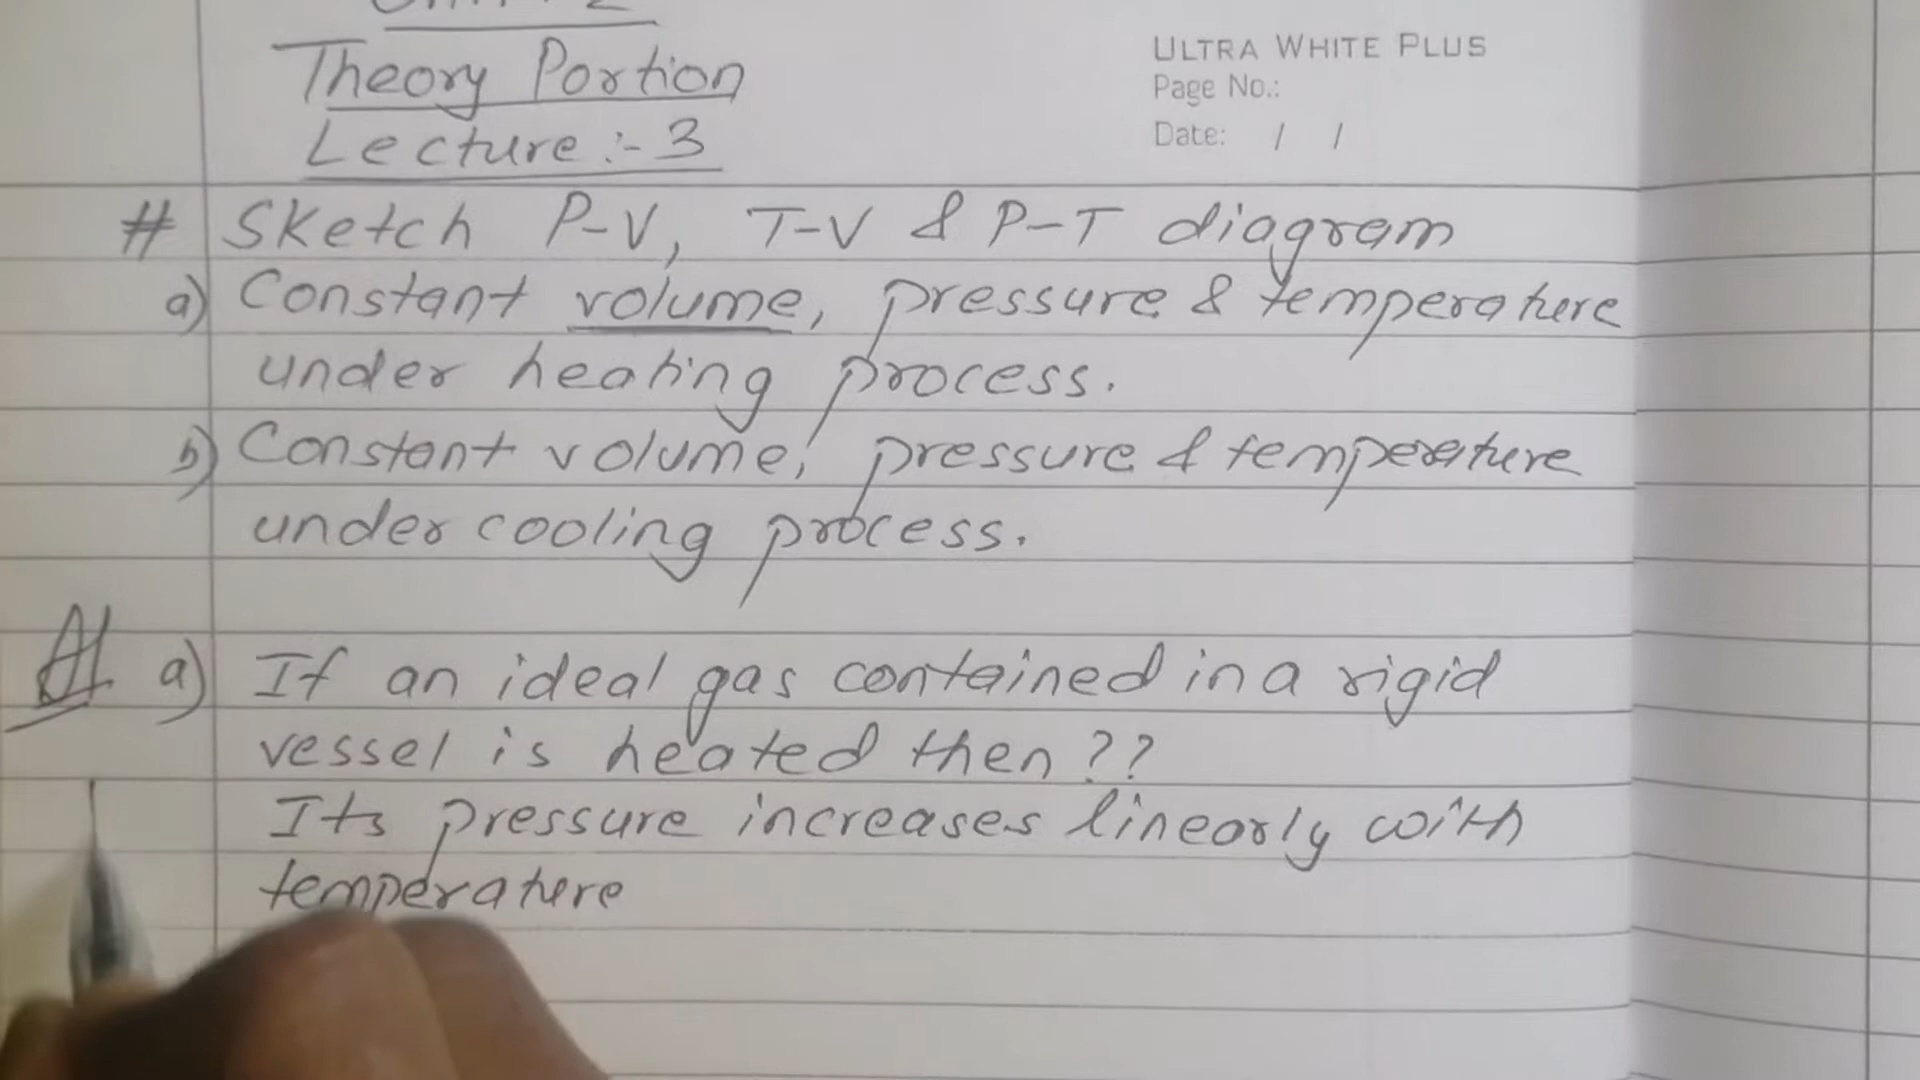 Theory Portion
ULTRA WHITE PLUS
Page No.:
Lecture :- 3
Date: / /
# Sketch P-V, T-V & P-T diagram
a) Constant volume, pressure & temperature
under heating process.
b) Constant volume, pressure & temperature
under cooling process.
a) If an ideal gas contained in a rigid
vessel is heated then ??
Its pressure increases linearly with
temperature